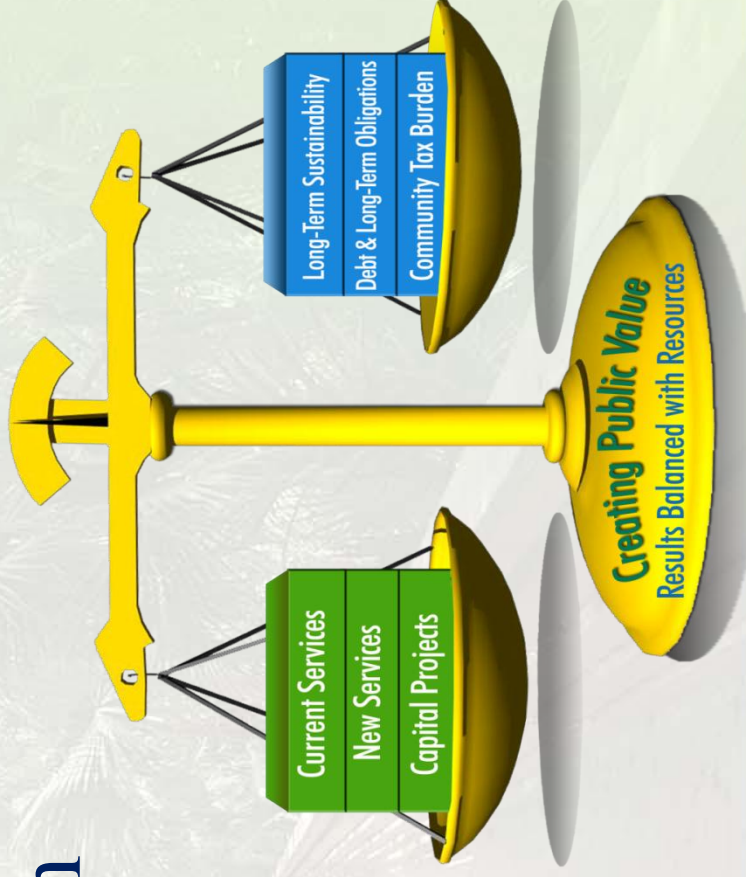 Current Services
New Services
Capital Projects
Long-Term Sustainability
Debt & Long-Term Obligations
Community Tax Burden
Creating Public Value
Results Balanced with Resources